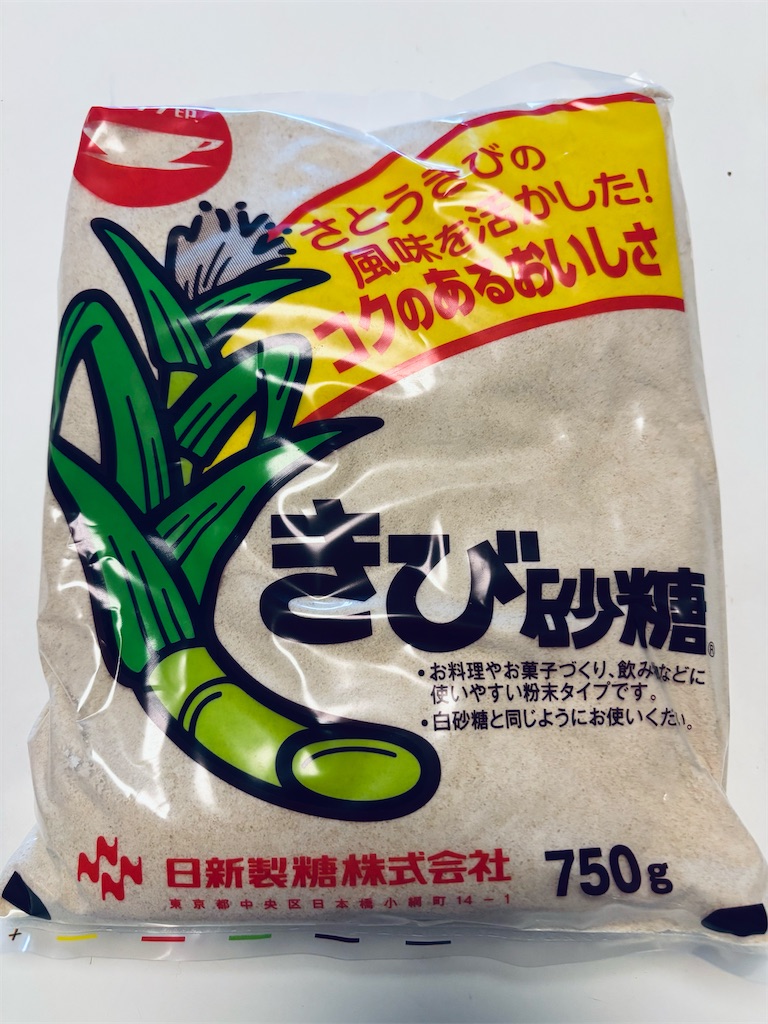 印
さとうきびの
風味を活かした!
コクのあるおいしさ
きび砂糖®
・お料理やお菓子づくり、飲み などに
使いやすい粉末タイプです。
・白砂糖と同じようにお使いくだ い。
日新製糖株式会社
東京都中央区日本橋小網町14-1
750g